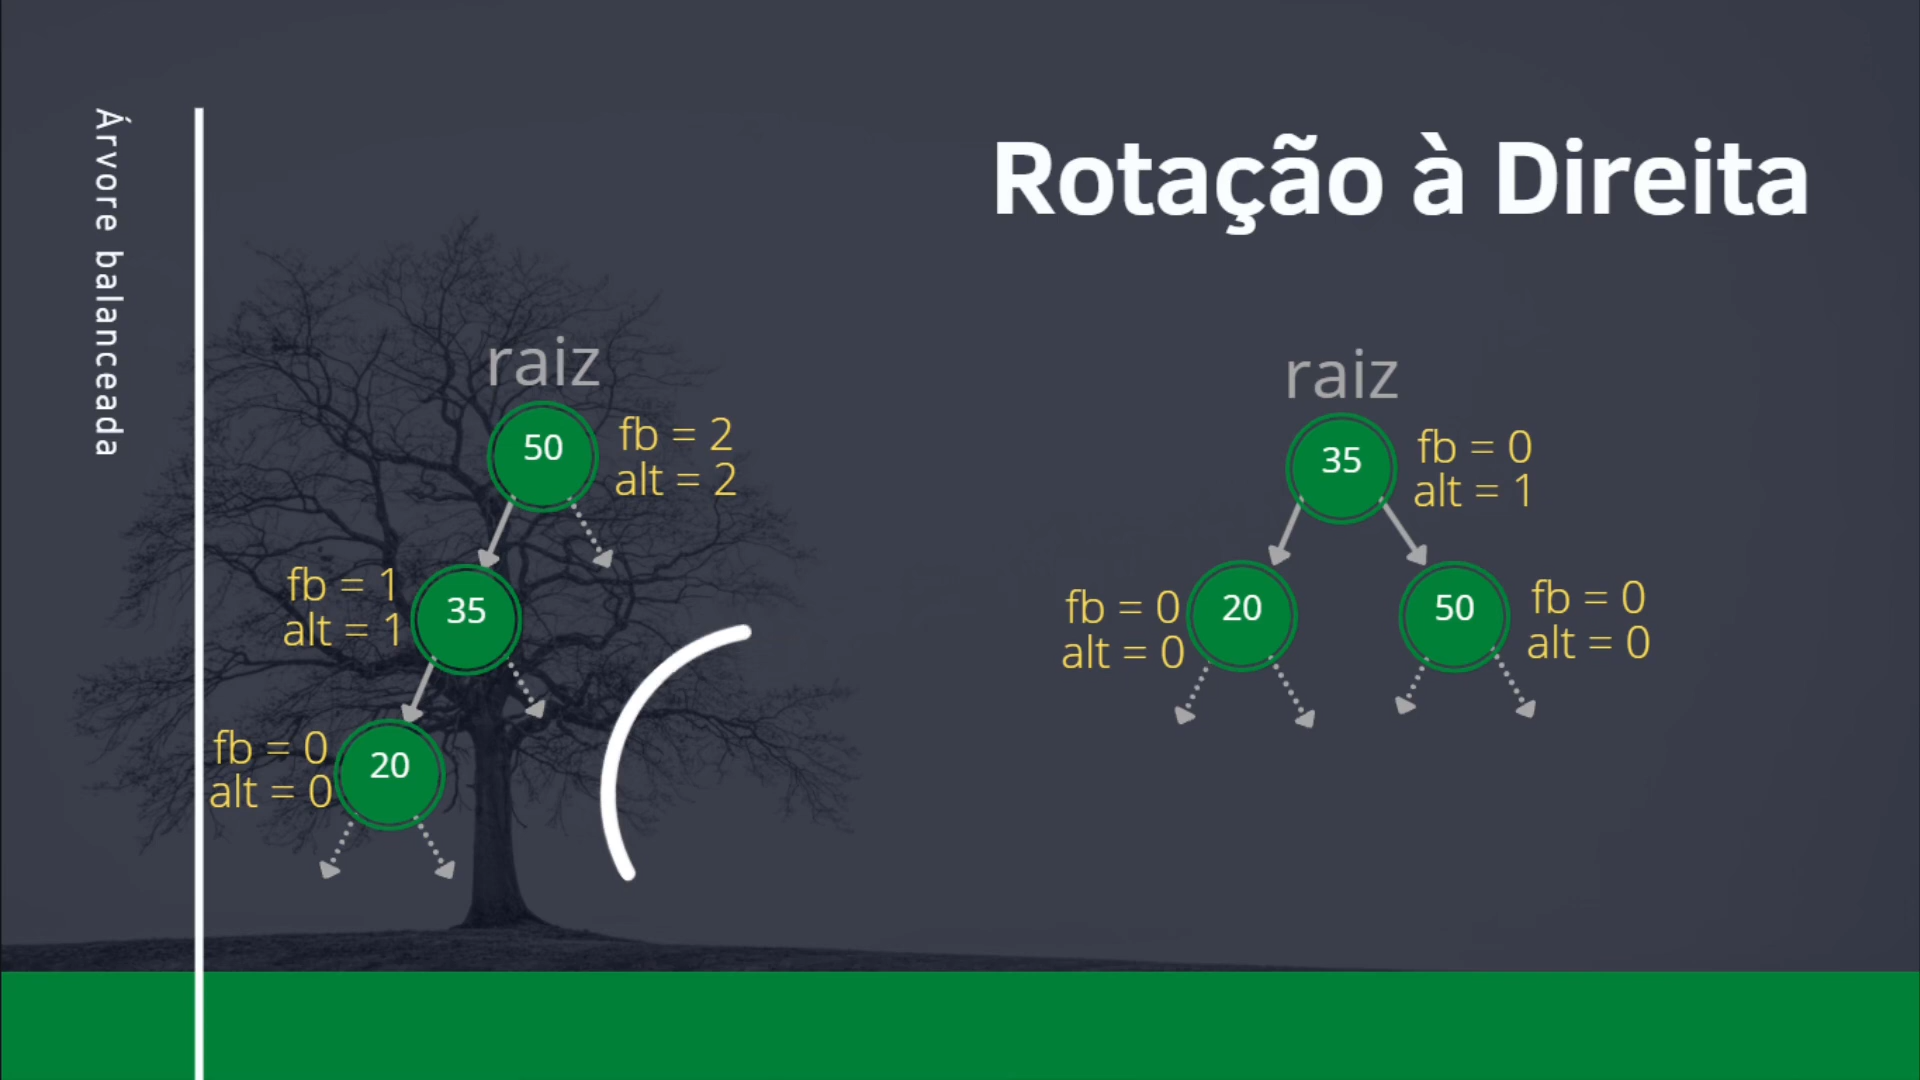 Árvore balanceada
Rotação à Direita
raiz
50
fb = 2
alt = 2
fb = 1
alt = 1
35
fb = 0
alt = 0
20
raiz
35
fb = 0
alt = 1
fb = 0
alt = 0
20
50
fb = 0
alt = 0